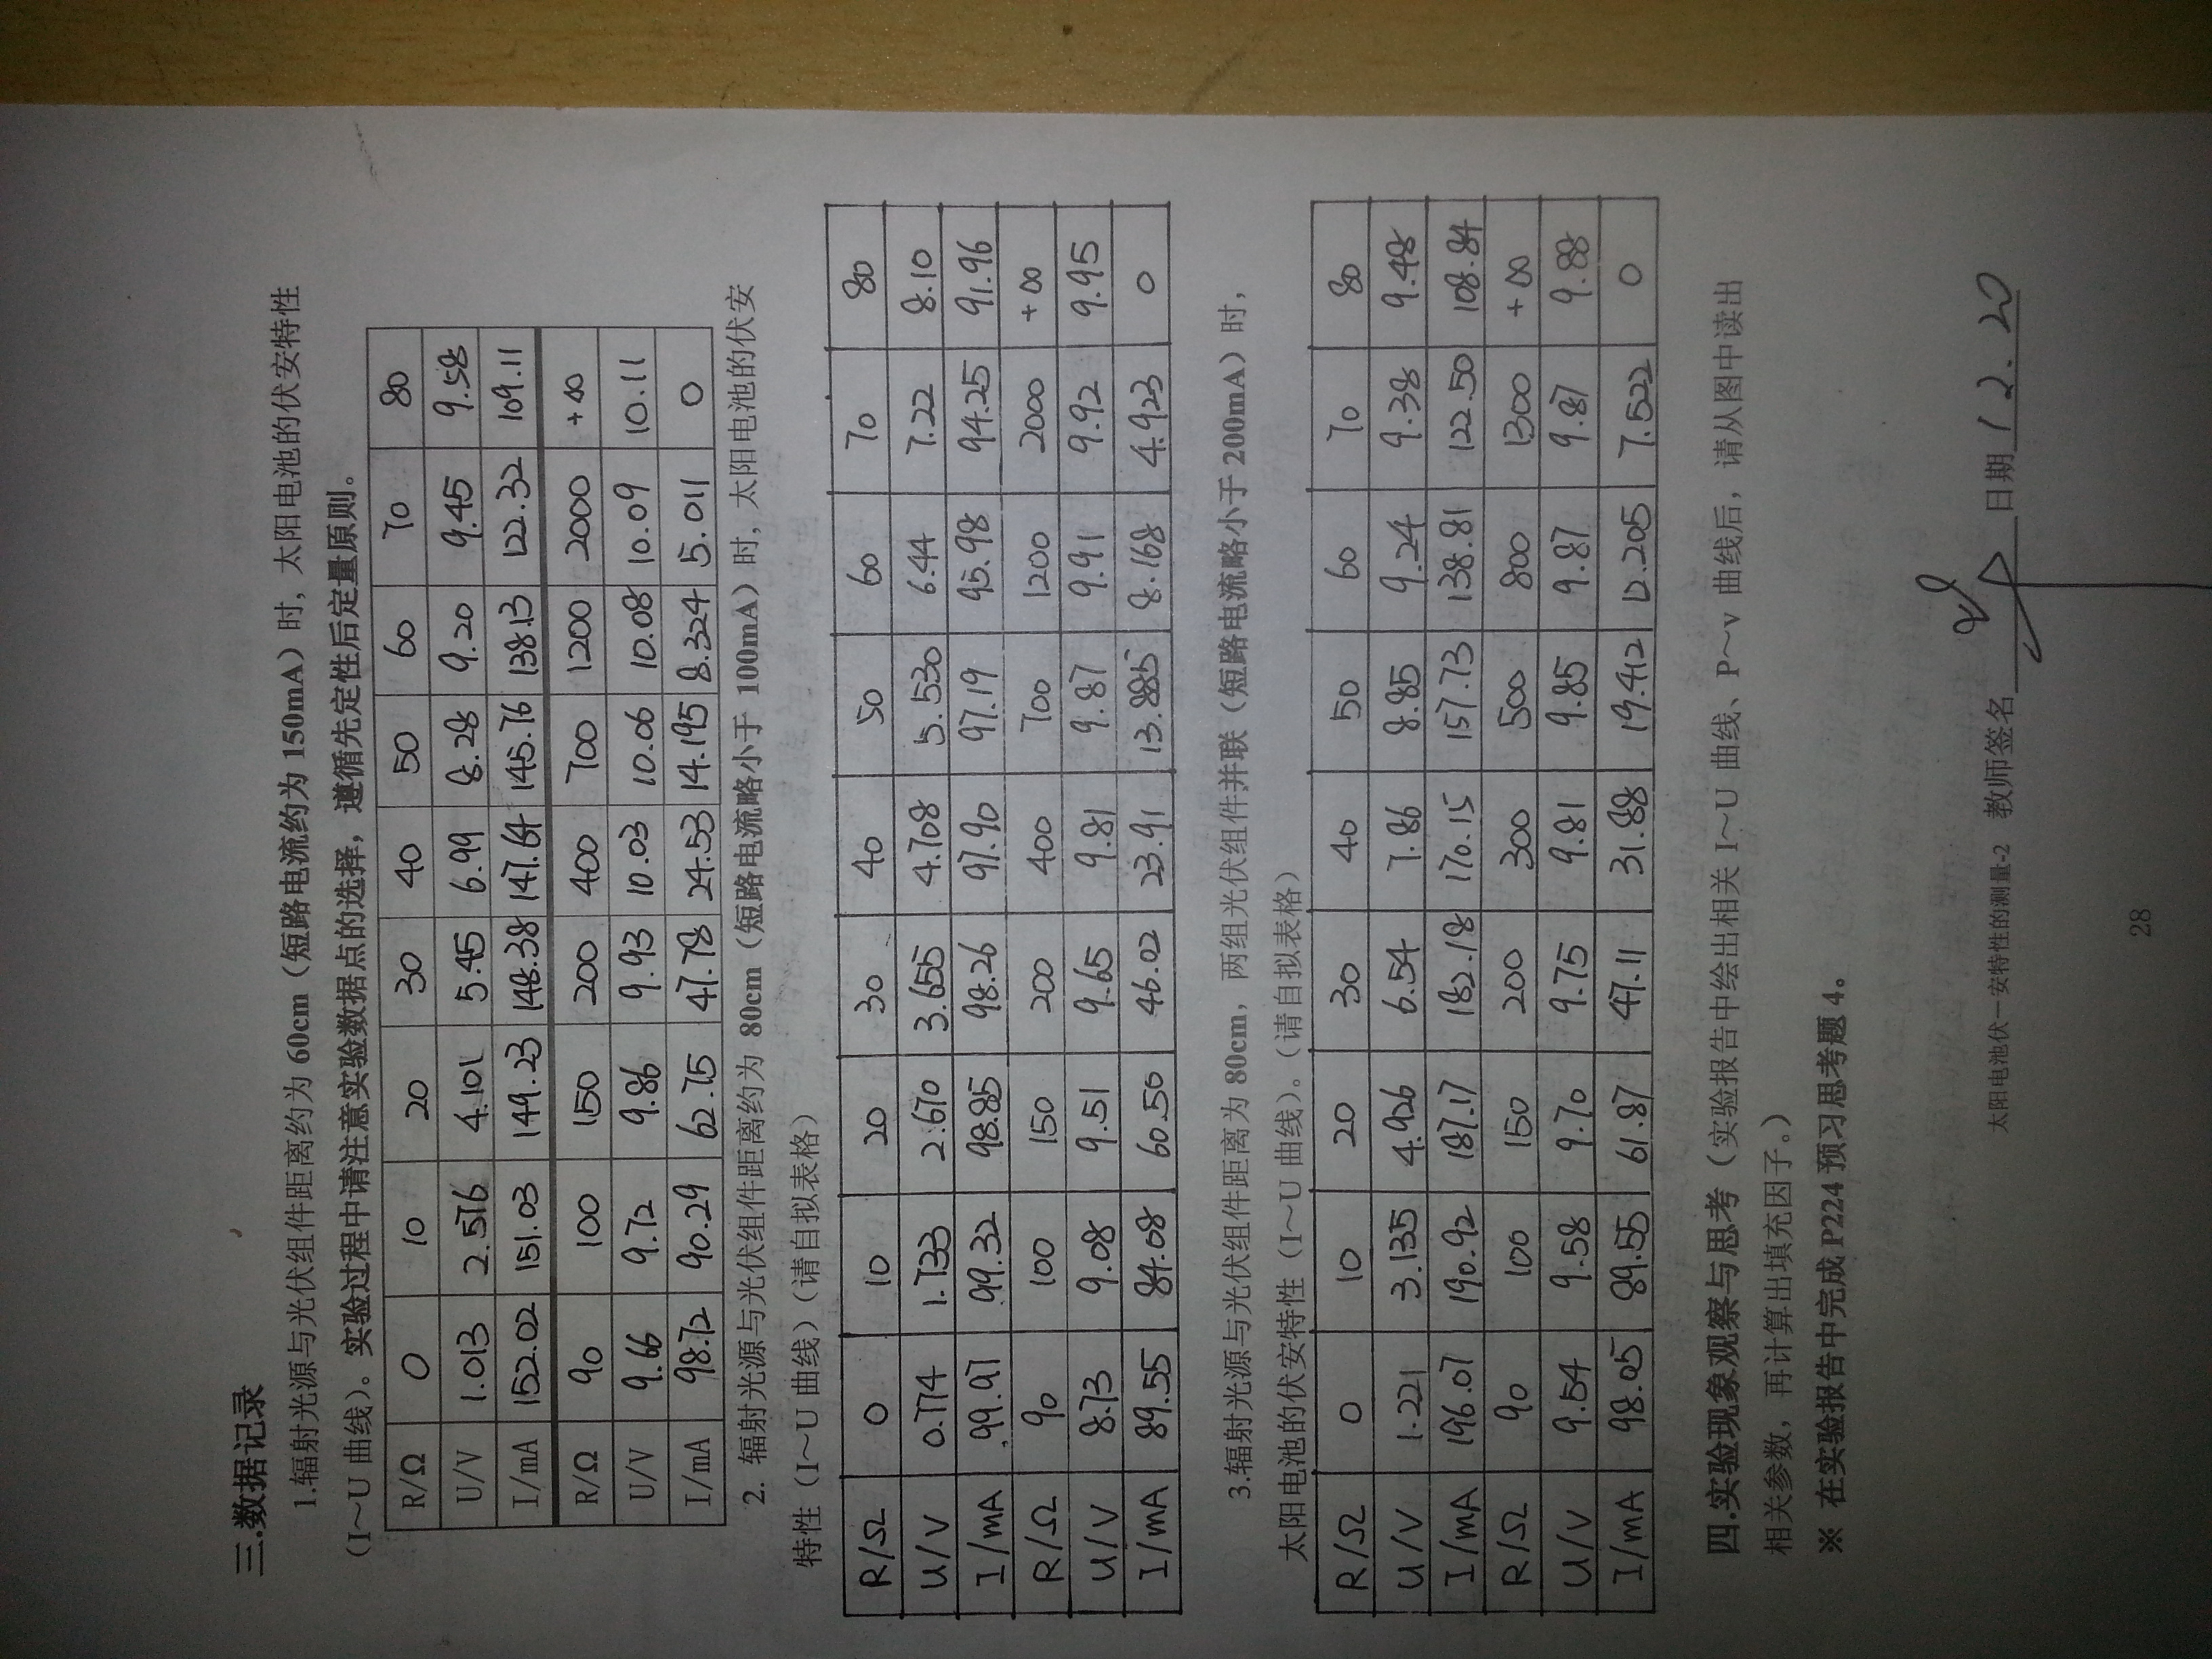 三.数据记录
1.辐射光源与光伏组件距离约为 60cm（短路电流约为 150mA）时, 太阳电池的伏安特性
（I～U 曲线）。实验过程中请注意实验数据点的选择，遵循先定性后定量原则。
R/Ω 0 10 20 30 40 50 60 70 80
U/V 1.013 2.576 4.101 5.45 6.99 8.28 9.20 9.45 9.58
I/mA 152.02 151.03 149.23 148.38 147.64 145.76 138.13 122.32 109.11
R/Ω 90 100 150 200 400 700 1200 2000 +∞
U/V 9.66 9.72 9.86 9.93 10.03 10.06 10.08 10.09 10.11
I/mA 98.72 90.29 62.75 47.78 24.53 14.195 8.324 5.011 0
2. 辐射光源与光伏组件距离约为 80cm（短路电流略小于 100mA）时, 太阳电池的伏安
特性（I～U 曲线）（请自拟表格）
R/Ω 0 10 20 30 40 50 60 70 80
U/V 0.774 1.733 2.670 3.655 4.708 5.530 6.44 7.22 8.10
I/mA 99.97 99.32 98.85 98.26 97.90 97.19 95.98 94.25 91.96
R/Ω 90 100 150 200 400 700 1200 2000 +∞
U/V 8.73 9.08 9.51 9.65 9.81 9.87 9.91 9.92 9.95
I/mA 89.55 84.08 60.50 46.02 23.91 13.885 8.168 4.923 0
3.辐射光源与光伏组件距离为 80cm，两组光伏组件并联（短路电流略小于 200mA）时，
太阳电池的伏安特性（I～U 曲线）。（请自拟表格）
R/Ω 0 10 20 30 40 50 60 70 80
U/V 1.221 3.135 4.926 6.54 7.86 8.85 9.24 9.38 9.48
I/mA 196.07 190.92 187.17 182.18 170.15 157.73 138.81 122.50 108.84
R/Ω 90 100 150 200 300 500 800 1300 +∞
U/V 9.54 9.58 9.70 9.75 9.81 9.85 9.87 9.87 9.88
I/mA 98.05 89.55 61.87 47.11 31.88 19.412 12.205 7.522 0
四.实验现象观察与思考（实验报告中绘出相关 I～U 曲线、P～v 曲线后，请从图中读出
相关参数，再计算出填充因子。）
※ 在实验报告中完成 P224 预习思考题 4。
太阳电池伏－安特性的测量-2 教师签名 日期 12.20
28